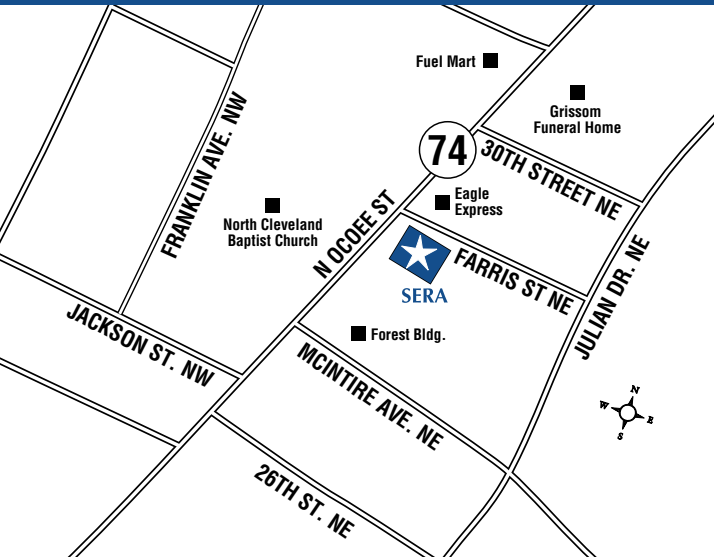 Fuel Mart
Grissom
Funeral Home
FRANKLIN AVE. NW
74
30TH STREET NE
Eagle
Express
North Cleveland
Baptist Church
N OCOEE ST
FARRIS ST NE
SERA
JULIAN DR. NE
JACKSON ST. NW
Forest Bldg.
MCINTIRE AVE. NE
N
W
E
S
26TH ST. NE